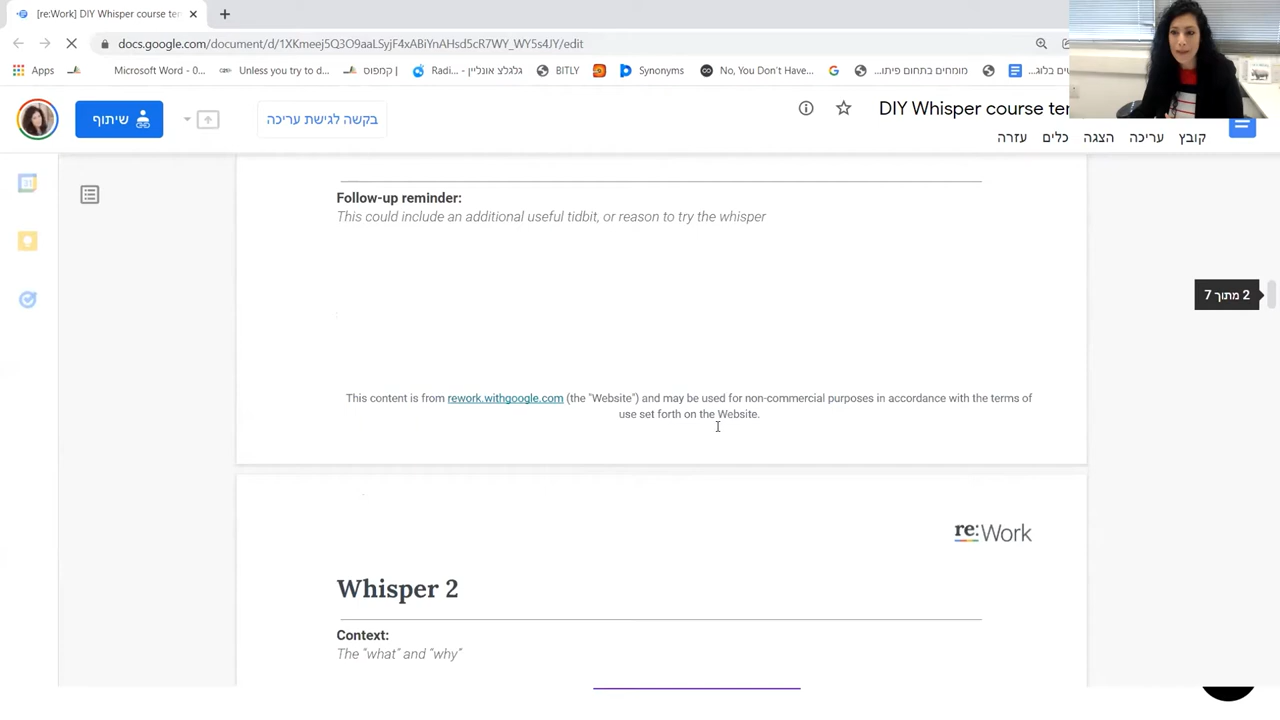 [re:Work] DIY Whisper course ten
docs.google.com/document/d/1XKmeej5Q3O9aaLSyjF4xABiYnAHsd5cR7WY_WY5s4JY/edit
Apps
Microsoft Word - 0...
Unless you try to d...
קמפוס |
Radi... - גלגלצ אונליין
BITLY
Synonyms
No, You Don't Have...
מומחים בתחום פיתו...
ים בלוג...
שיתוף
בקשה לגישת עריכה
DIY Whisper course ter
קובץ
עריכה
הצגה
כלים
עזרה
Follow-up reminder:
This could include an additional useful tidbit, or reason to try the whisper
2 מתוך 7
This content is from rework.withgoogle.com (the "Website") and may be used for non-commercial purposes in accordance with the terms of
use set forth on the Website.
re:Work
Whisper 2
Context:
The "what" and "why"